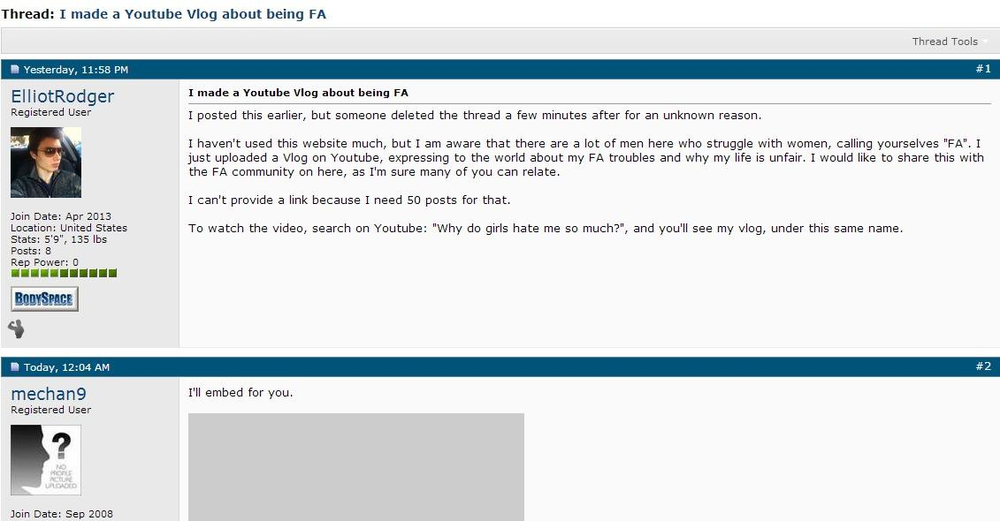 Thread: I made a Youtube Vlog about being FA
Thread Tools
Yesterday, 11:58 PM
#1
ElliotRodger
Registered User
Join Date: Apr 2013
Location: United States
Stats: 5'9", 135 lbs
Posts: 8
Rep Power: 0
BODYSPACE
I made a Youtube Vlog about being FA
I posted this earlier, but someone deleted the thread a few minutes after for an unknown reason.
I haven't used this website much, but I am aware that there are a lot of men here who struggle with women, calling yourselves "FA". I
just uploaded a Vlog on Youtube, expressing to the world about my FA troubles and why my life is unfair. I would like to share this with
the FA community on here, as I'm sure many of you can relate.
I can't provide a link because I need 50 posts for that.
To watch the video, search on Youtube: "Why do girls hate me so much?", and you'll see my vlog, under this same name.
Today, 12:04 AM
#2
mechan9
Registered User
?
NO
PROFILE
PICTURE
UPLOADED
Join Date: Sep 2008
I'll embed for you.